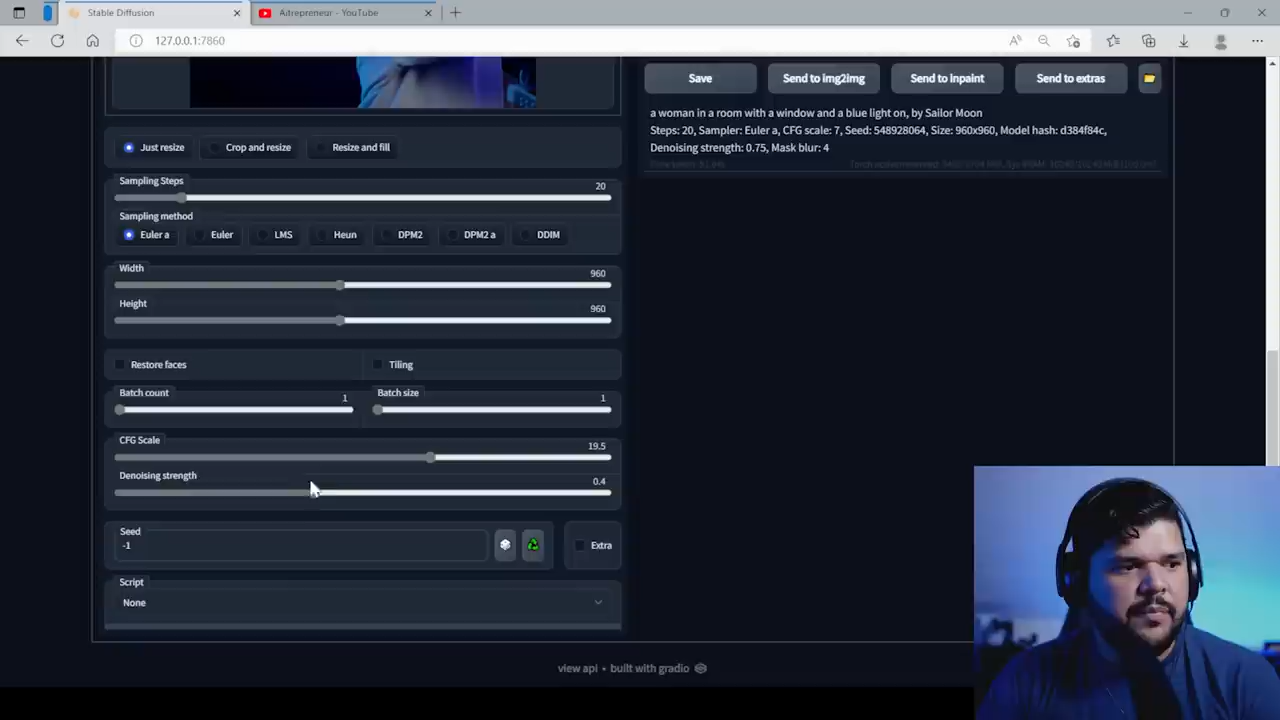 Stable Diffusion
Aitrepreneur - YouTube
127.0.0.1:7860
Save
Send to img2img
Send to inpaint
Send to extras
a woman in a room with a window and a blue light on, by Sailor Moon
Steps: 20, Sampler: Euler a, CFG scale: 7, Seed: 548928064, Size: 960x960, Model hash: d384f84c,
Denoising strength: 0.75, Mask blur: 4
Just resize
Crop and resize
Resize and fill
Sampling Steps
20
Sampling method
Euler a
Euler
LMS
Heun
DPM2
DPM2 a
DDIM
Width
960
Height
960
Restore faces
Tiling
Batch count
1
Batch size
1
CFG Scale
19.5
Denoising strength
0.4
Seed
-1
Extra
Script
None
view api • built with gradio